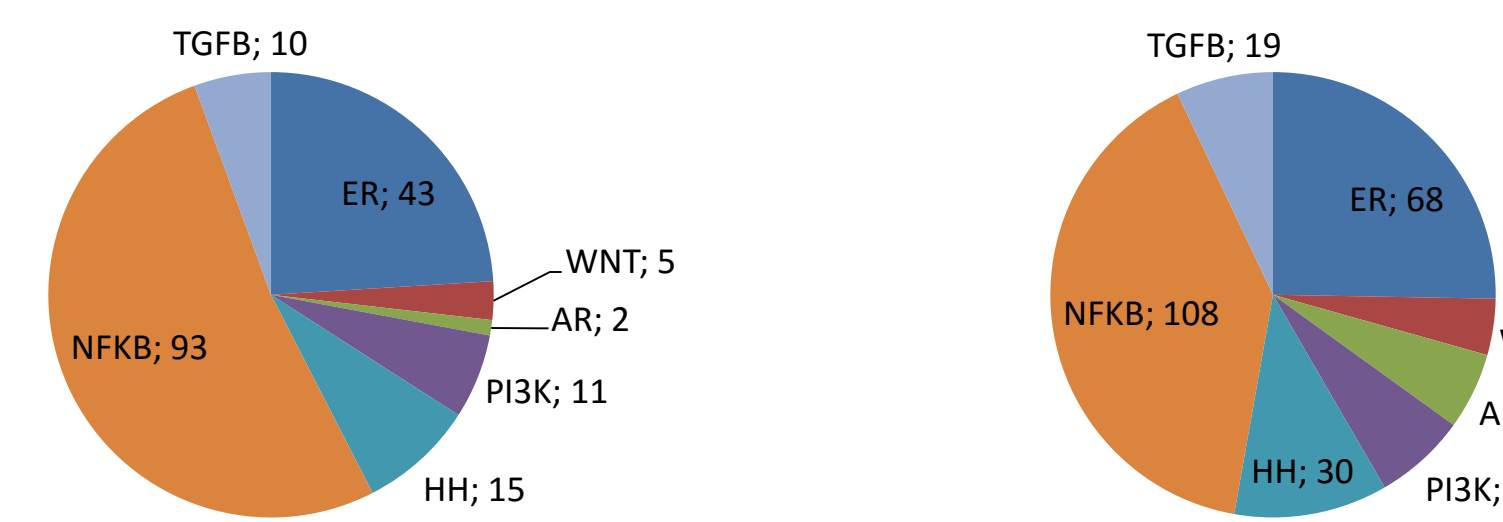 TGFB; 10
ER; 43
WNT; 5
AR; 2
PI3K; 11
HH; 15
NFKB; 93
TGFB; 19
ER; 68
PI3K;
HH; 30
NFKB; 108